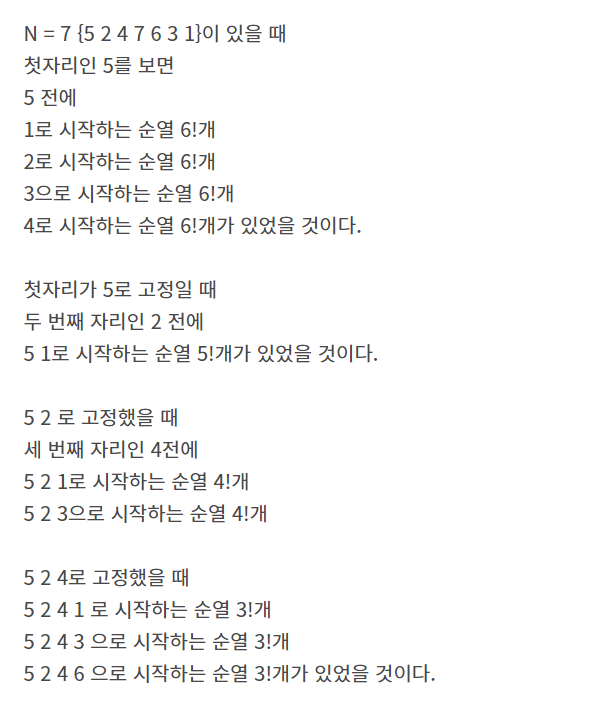 N = 7 {5 2 4 7 6 3 1}이 있을 때
첫자리인 5를 보면
5 전에
1로 시작하는 순열 6!개
2로 시작하는 순열 6!개
3으로 시작하는 순열 6!개
4로 시작하는 순열 6!개가 있었을 것이다.
첫자리가 5로 고정일 때
두 번째 자리인 2 전에
5 1로 시작하는 순열 5!개가 있었을 것이다.
5 2 로 고정했을 때
세 번째 자리인 4전에
5 2 1로 시작하는 순열 4!개
5 2 3으로 시작하는 순열 4!개
5 2 4로 고정했을 때
5 2 4 1 로 시작하는 순열 3!개
5 2 4 3 으로 시작하는 순열 3!개
5 2 4 6 으로 시작하는 순열 3!개가 있었을 것이다.